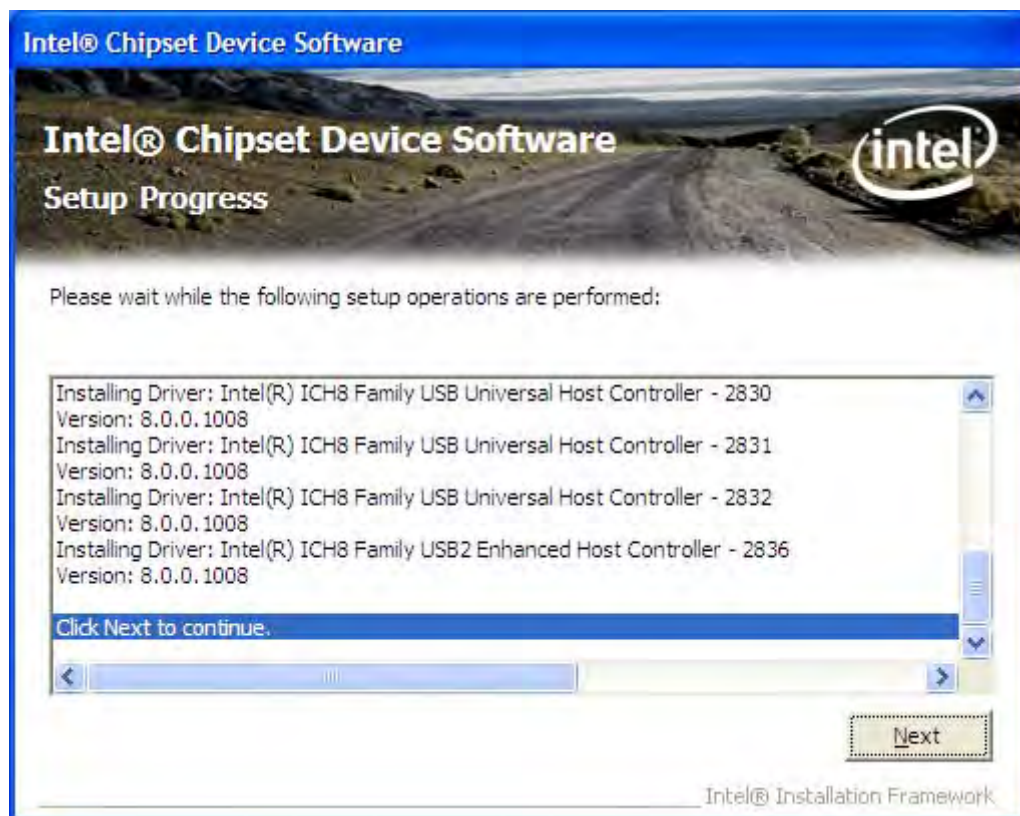 Intel® Chipset Device Software
Intel® Chipset Device Software
intel
Setup Progress
Please wait while the following setup operations are performed:
Installing Driver: Intel(R) ICH8 Family USB Universal Host Controller - 2830
Version: 8.0.0.1008
Installing Driver: Intel(R) ICH8 Family USB Universal Host Controller - 2831
Version: 8.0.0.1008
Installing Driver: Intel(R) ICH8 Family USB Universal Host Controller - 2832
Version: 8.0.0.1008
Installing Driver: Intel(R) ICH8 Family USB2 Enhanced Host Controller - 2836
Version: 8.0.0.1008
Click Next to continue.
Next
Intel® Installation Framework